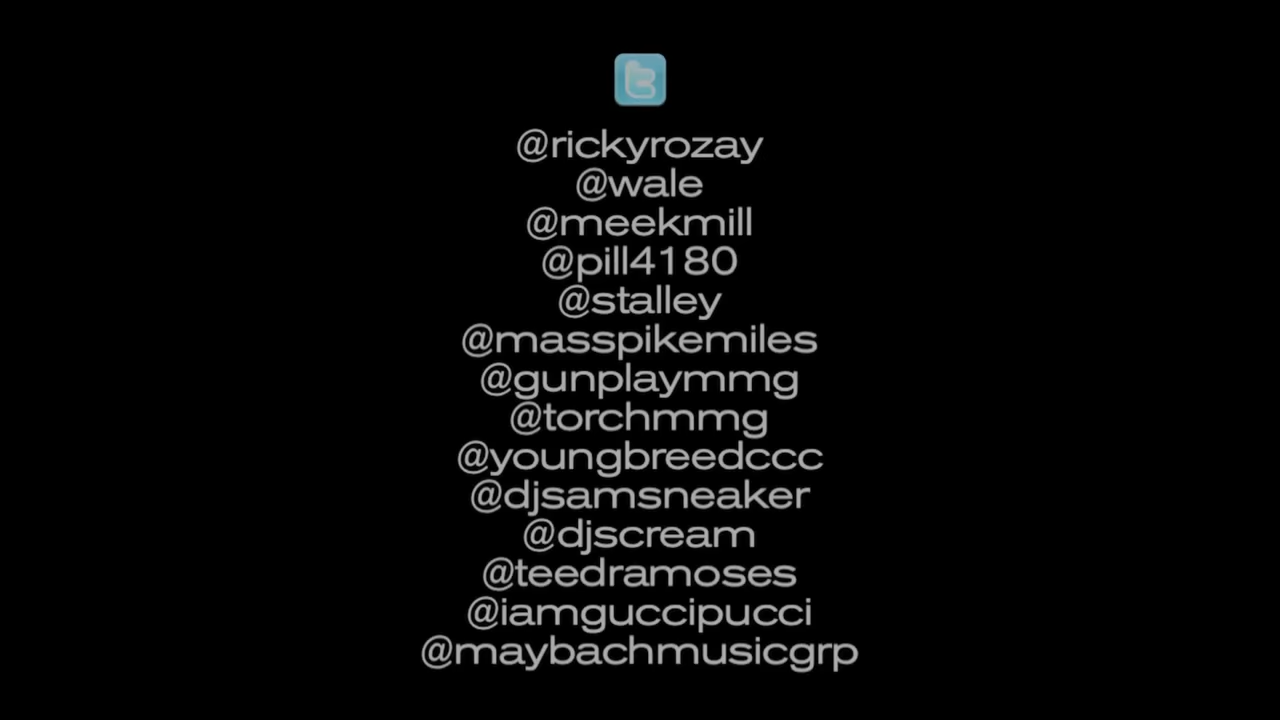 @rickyrozay
@wale
@meekmill
@pill4180
@stalley
@masspikemiles
@gunplaymmg
@torchmmg
@youngbreedccc
@djsamsneaker
@djscream
@teedramoses
@iamguccipucci
@maybachmusicgrp